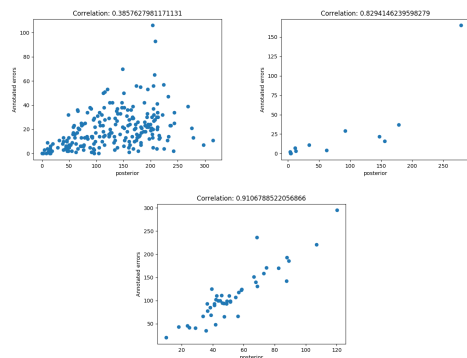 Correlation: 0.3857627981171131
Annotated errors
100
80
60
40
20
0
0 50 100 150 200 250 300
posterior
Correlation: 0.8294146239598279
Annotated errors
150
125
100
75
50
25
0
0 50 100 150 200 250
posterior
Correlation: 0.9106788522056866
Annotated errors
300
250
200
150
100
50
20 40 60 80 100 120
posterior